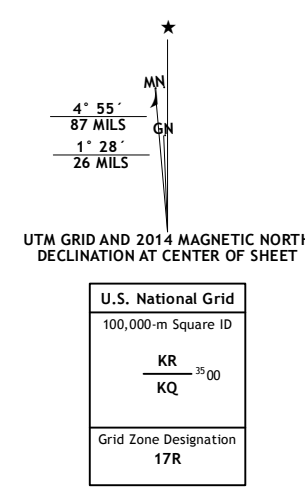 ★
MN
4° 55´
87 MILS
GN
1° 28´
26 MILS
UTM GRID AND 2014 MAGNETIC NORTH
DECLINATION AT CENTER OF SHEET
U.S. National Grid
100,000-m Square ID
KR
3500
KQ
Grid Zone Designation
17R